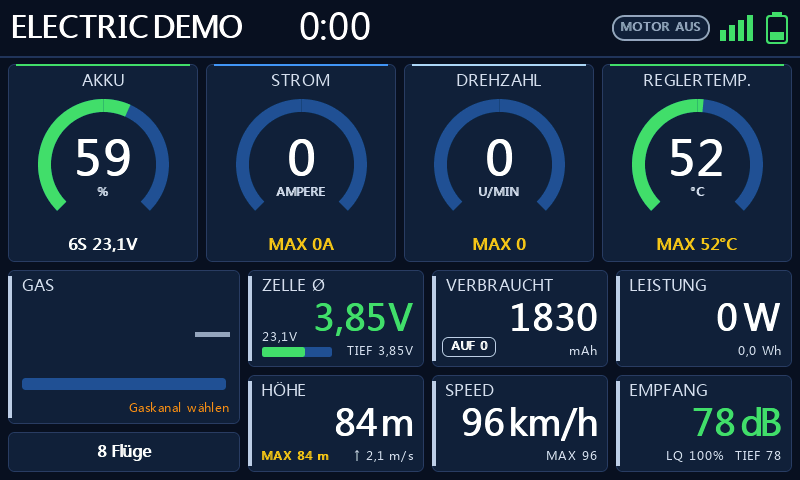 ELECTRIC DEMO
0:00
MOTOR AUS
AKKU
59
%
6S 23,1V
STROM
0
AMPERE
MAX 0A
DREHZAHL
0
U/MIN
MAX 0
REGLERTEMP.
52
°C
MAX 52°C
GAS
—
Gaskanal wählen
8 Flüge
ZELLE Ø
3,85V
23,1V
TIEF 3,85V
VERBRAUCHT
1830
AUF 0
mAh
LEISTUNG
0 W
0,0 Wh
HÖHE
84 m
MAX 84 m
↑ 2,1 m/s
SPEED
96 km/h
MAX 96
EMPFANG
78 dB
LQ 100% TIEF 78